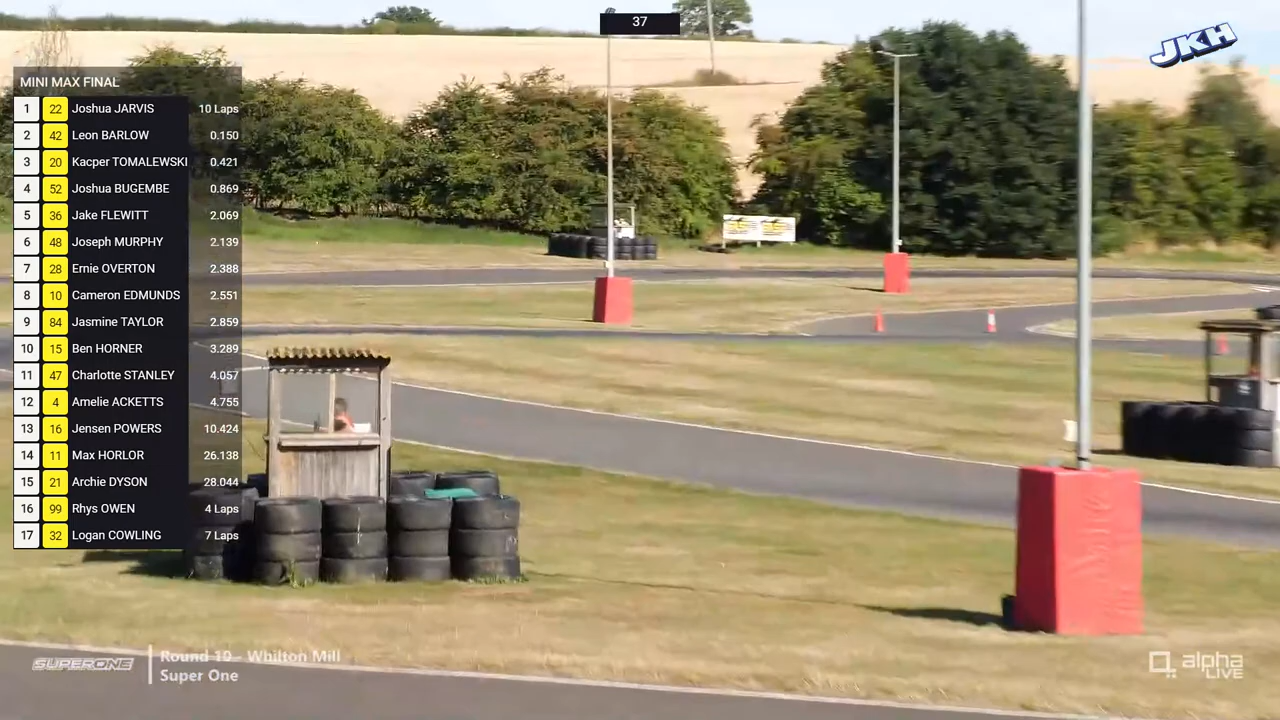 37
JKH
MINI MAX FINAL
1 22 Joshua JARVIS 10 Laps
2 42 Leon BARLOW 0.150
3 20 Kacper TOMALEWSKI 0.421
4 52 Joshua BUGEMBE 0.869
5 36 Jake FLEWITT 2.069
6 48 Joseph MURPHY 2.139
7 28 Ernie OVERTON 2.388
8 10 Cameron EDMUNDS 2.551
9 84 Jasmine TAYLOR 2.859
10 15 Ben HORNER 3.289
11 47 Charlotte STANLEY 4.057
12 4 Amelie ACKETTS 4.755
13 16 Jensen POWERS 10.424
14 11 Max HORLOR 26.138
15 21 Archie DYSON 28.044
16 99 Rhys OWEN 4 Laps
17 32 Logan COWLING 7 Laps
SUPERONE
Round 10 - Whilton Mill
Super One
alpha
LIVE